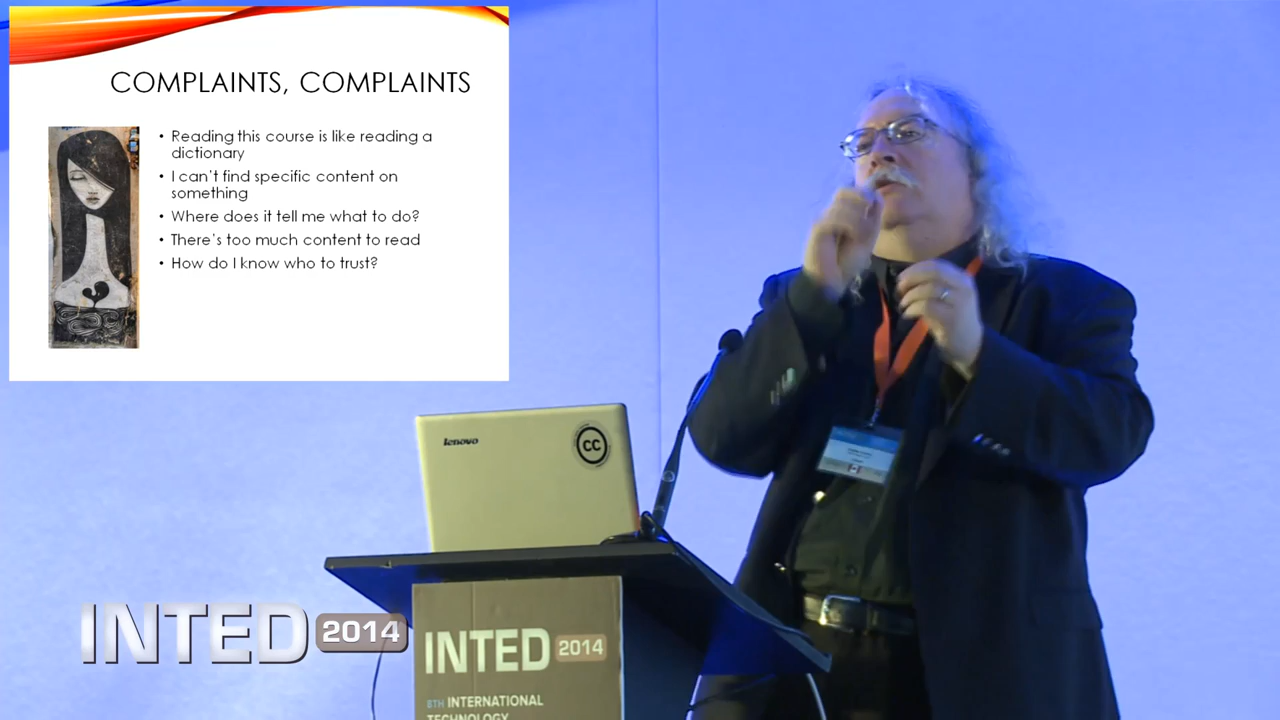 COMPLAINTS, COMPLAINTS
• Reading this course is like reading a
dictionary
• I can't find specific content on
something
• Where does it tell me what to do?
• There's too much content to read
• How do I know who to trust?
lenovo
CC
INTED 2014
INTED 2014
8TH INTERNATIONAL
TECHNOLOGY